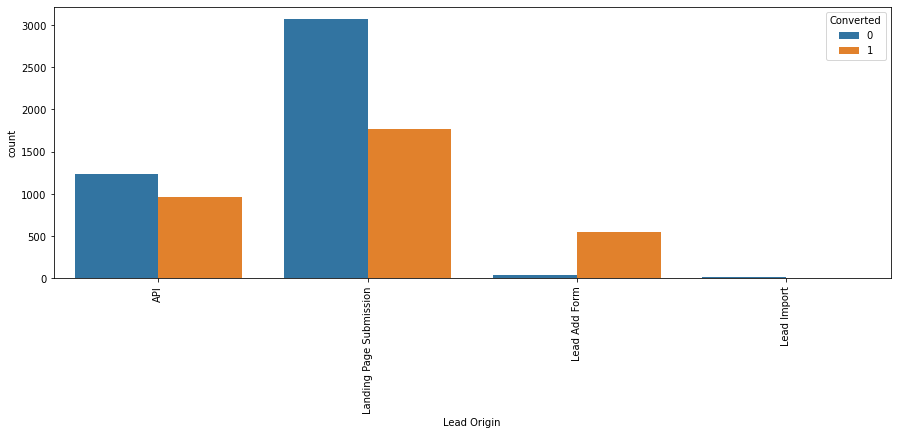 3000
2500
2000
1500
1000
500
0
count
Converted
0
1
API
Landing Page Submission
Lead Add Form
Lead Import
Lead Origin